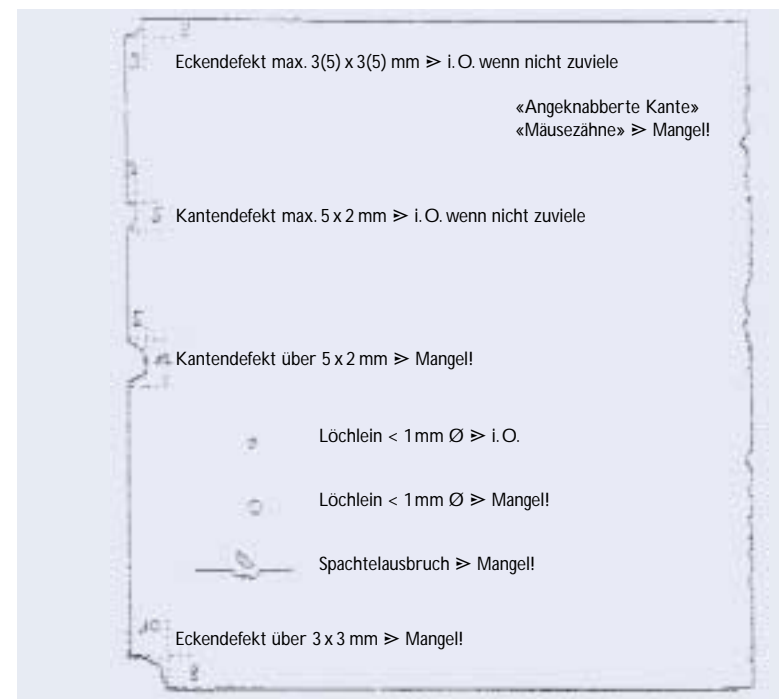 Eckendefekt max. 3(5) x 3(5) mm ⋗ i.O. wenn nicht zuviele
«Angeknabberte Kante»
«Mäusezähne» ⋗ Mangel!
Kantendefekt max. 5 x 2 mm ⋗ i.O. wenn nicht zuviele
Kantendefekt über 5 x 2 mm ⋗ Mangel!
Löchlein < 1 mm Ø ⋗ i.O.
Löchlein < 1 mm Ø ⋗ Mangel!
Spachtelausbruch ⋗ Mangel!
Eckendefekt über 3 x 3 mm ⋗ Mangel!